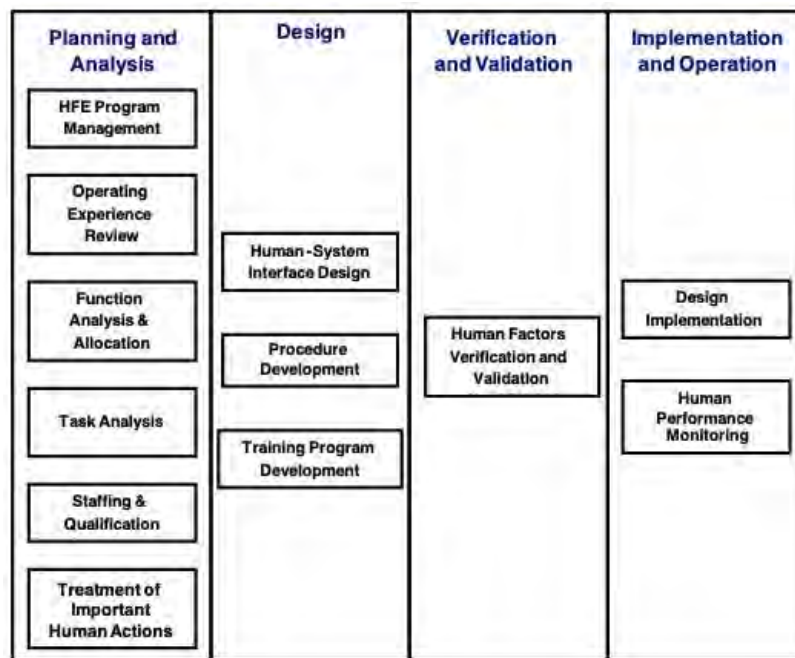 Planning and
Analysis
HFE Program
Management
Operating
Experience
Review
Function
Analysis &
Allocation
Task Analysis
Staffing &
Qualification
Treatment of
Important
Human Actions
Design
Human-System
Interface Design
Procedure
Development
Training Program
Development
Verification
and Validation
Human Factors
Verification and
Validation
Implementation
and Operation
Design
Implementation
Human
Performance
Monitoring